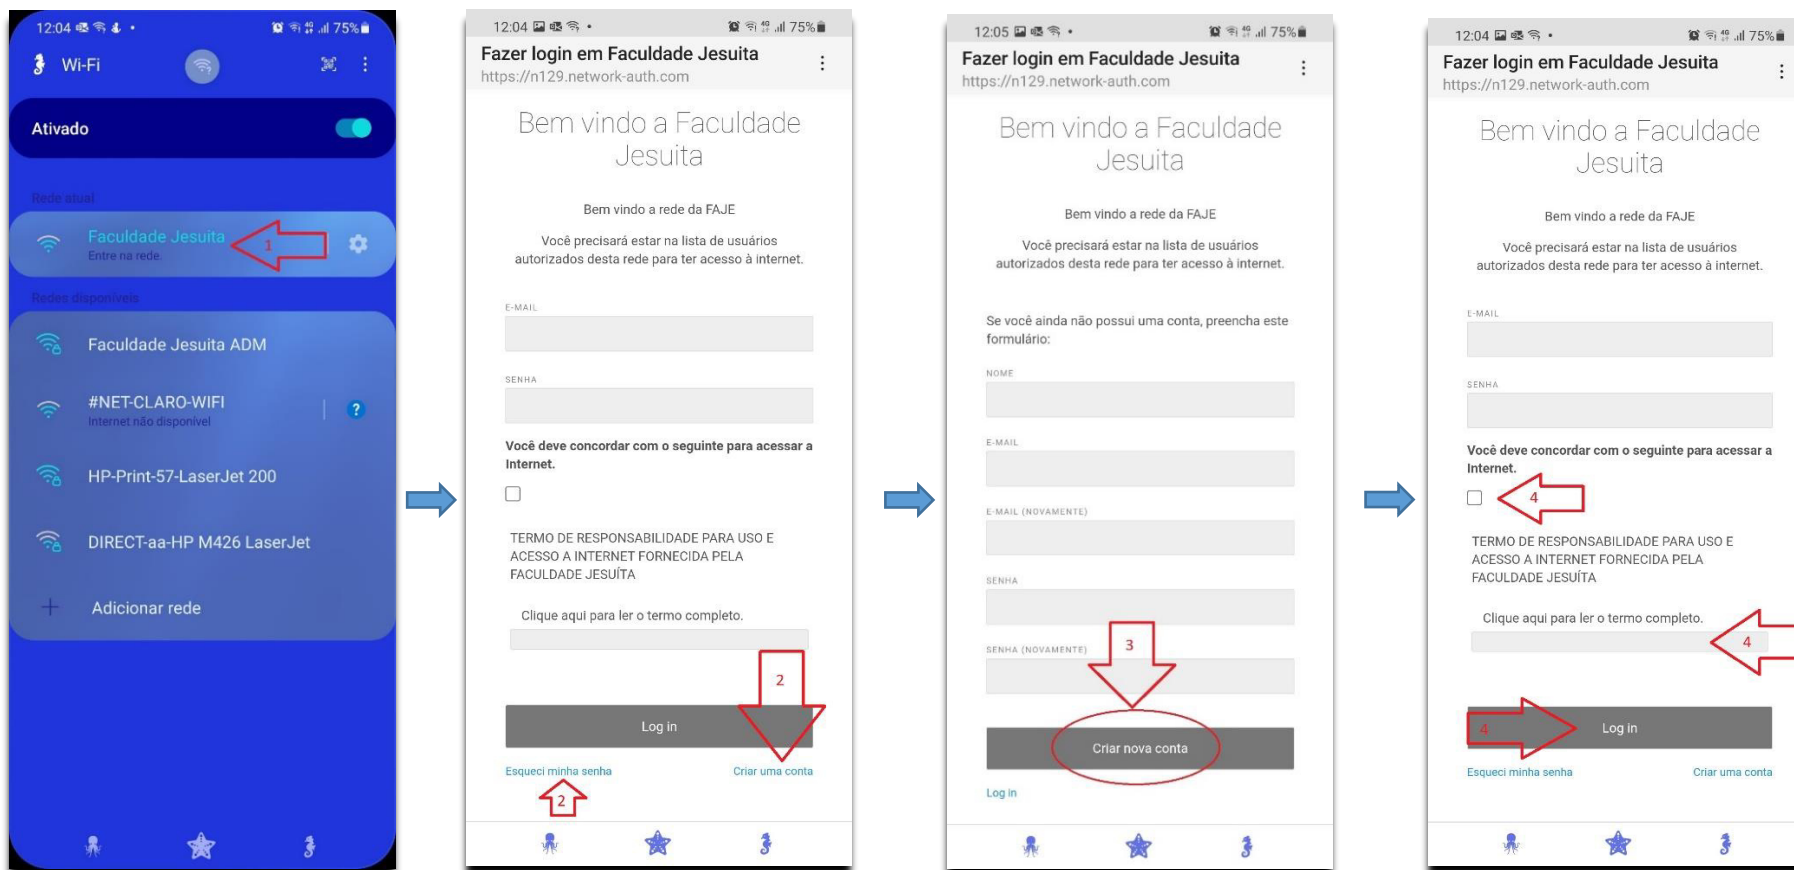 12:04
75%
Wi-Fi
Ativado
Rede atual
Faculdade Jesuita
Entre na rede.
1
Redes disponíveis
Faculdade Jesuita ADM
#NET-CLARO-WIFI
Internet não disponível
?
HP-Print-57-LaserJet 200
DIRECT-aa-HP M426 LaserJet
+ Adicionar rede
12:04
4G
75%
Fazer login em Faculdade Jesuita
https://n129.network-auth.com
Bem vindo a Faculdade
Jesuita
Bem vindo a rede da FAJE
Você precisará estar na lista de usuários
autorizados desta rede para ter acesso à internet.
E-MAIL
SENHA
Você deve concordar com o seguinte para acessar a
Internet.
TERMO DE RESPONSABILIDADE PARA USO E
ACESSO A INTERNET FORNECIDA PELA
FACULDADE JESUÍTA
Clique aqui para ler o termo completo.
2
Log in
Esqueci minha senha
Criar uma conta
2
12:05
4G
75%
Fazer login em Faculdade Jesuita
https://n129.network-auth.com
Bem vindo a Faculdade
Jesuita
Bem vindo a rede da FAJE
Você precisará estar na lista de usuários
autorizados desta rede para ter acesso à internet.
Se você ainda não possui uma conta, preencha este
formulário:
NOME
E-MAIL
E-MAIL (NOVAMENTE)
SENHA
SENHA (NOVAMENTE)
3
Criar nova conta
Log in
12:04
4G
75%
Fazer login em Faculdade Jesuita
https://n129.network-auth.com
Bem vindo a Faculdade
Jesuita
Bem vindo a rede da FAJE
Você precisará estar na lista de usuários
autorizados desta rede para ter acesso à internet.
E-MAIL
SENHA
Você deve concordar com o seguinte para acessar a
Internet.
4
TERMO DE RESPONSABILIDADE PARA USO E
ACESSO A INTERNET FORNECIDA PELA
FACULDADE JESUÍTA
Clique aqui para ler o termo completo.
4
4
Log in
Esqueci minha senha
Criar uma conta